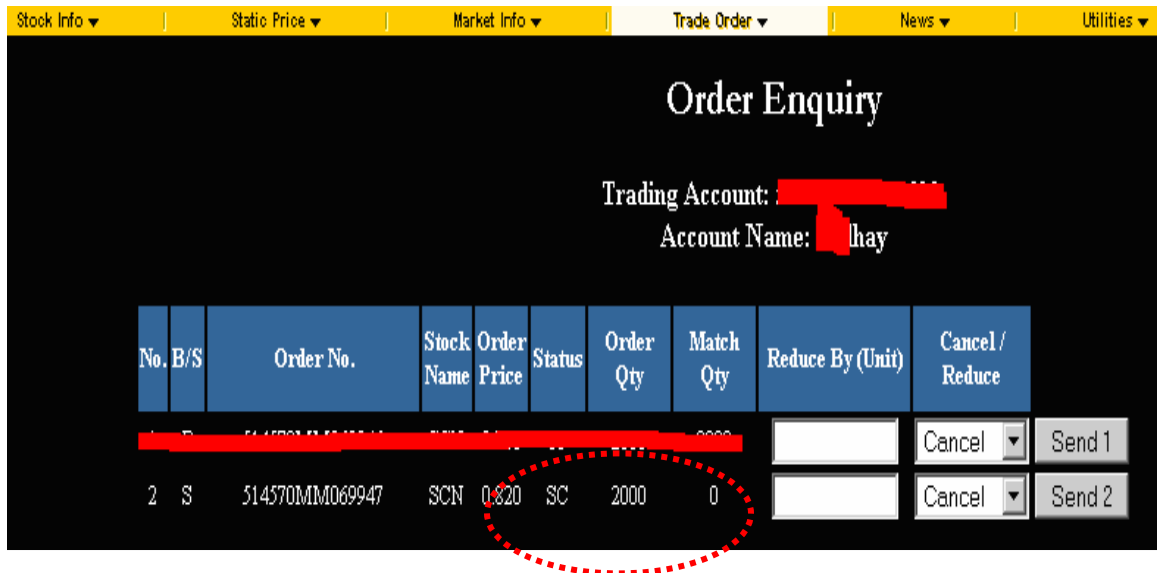 Stock Info Static Price Market Info Trade Order News Utilities
Order Enquiry
Trading Account:
Account Name: lhay
No. B/S Order No. Stock Name Order Price Status Order Qty Match Qty Reduce By (Unit) Cancel / Reduce
Cancel Send 1
2 S 514570MM069947 SCN 0.820 SC 2000 0 Cancel Send 2